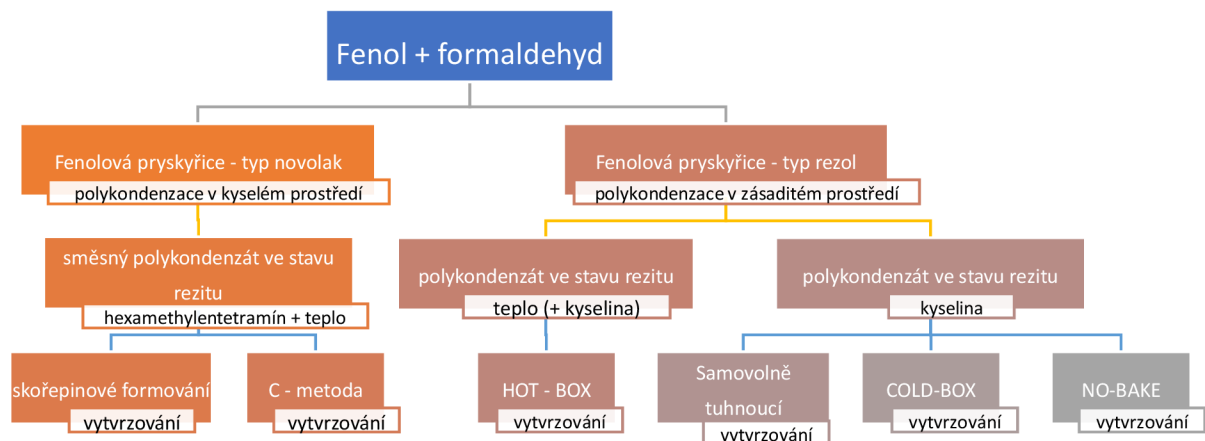 Fenol + formaldehyd
Fenolová pryskyřice - typ novolak
polykondenzace v kyselém prostředí
Fenolová pryskyřice - typ rezol
polykondenzace v zásaditém prostředí
směsný polykondenzát ve stavu
rezitu
hexamethylentetramín + teplo
polykondenzát ve stavu rezitu
teplo (+ kyselina)
polykondenzát ve stavu rezitu
kyselina
skořepinové formování
vytvrzování
C - metoda
vytvrzování
HOT - BOX
vytvrzování
Samovolně
tuhnoucí
vytvrzování
COLD-BOX
vytvrzování
NO-BAKE
vytvrzování